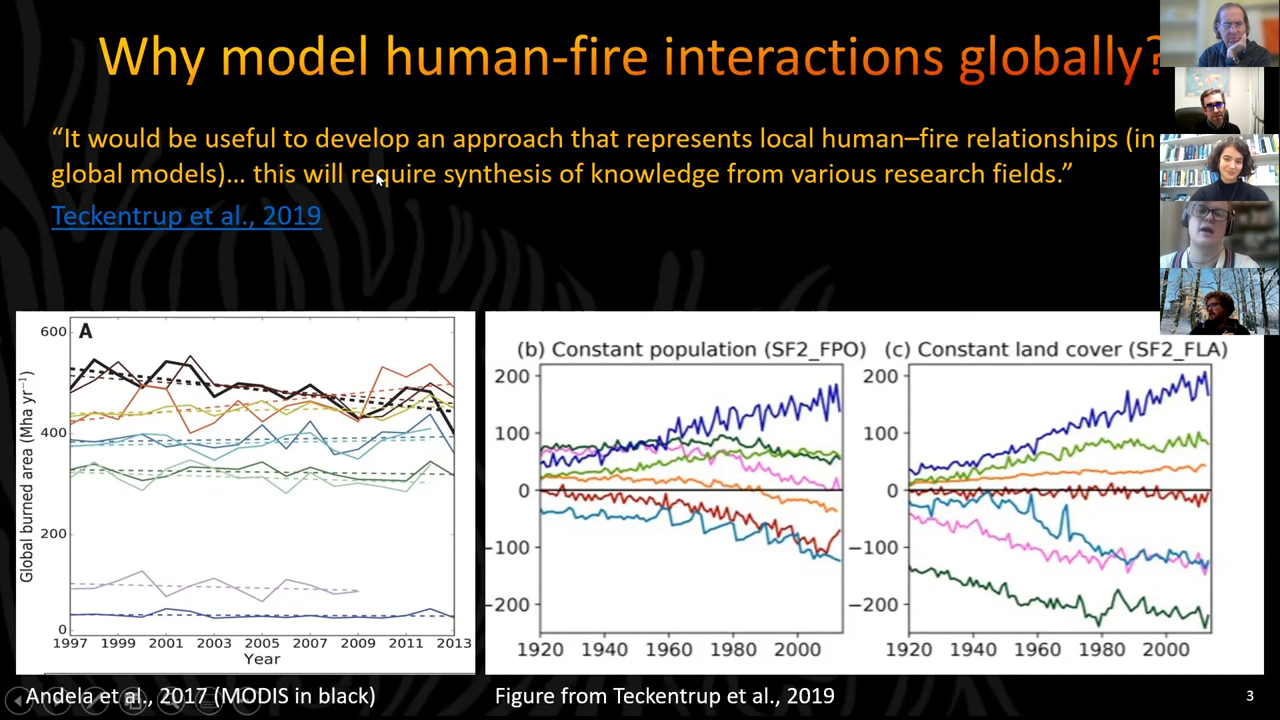 Why model human-fire interactions globally?
“It would be useful to develop an approach that represents local human–fire relationships (in
global models)… this will require synthesis of knowledge from various research fields.”
Teckentrup et al., 2019
A
600
400
200
0
Global burned area (Mha yr⁻¹)
1997 1999 2001 2003 2005 2007 2009 2011 2013
Year
(b) Constant population (SF2_FPO)
200
100
0
−100
−200
1920 1940 1960 1980 2000
(c) Constant land cover (SF2_FLA)
200
100
0
−100
−200
1920 1940 1960 1980 2000
Andela et al., 2017 (MODIS in black)
Figure from Teckentrup et al., 2019
3